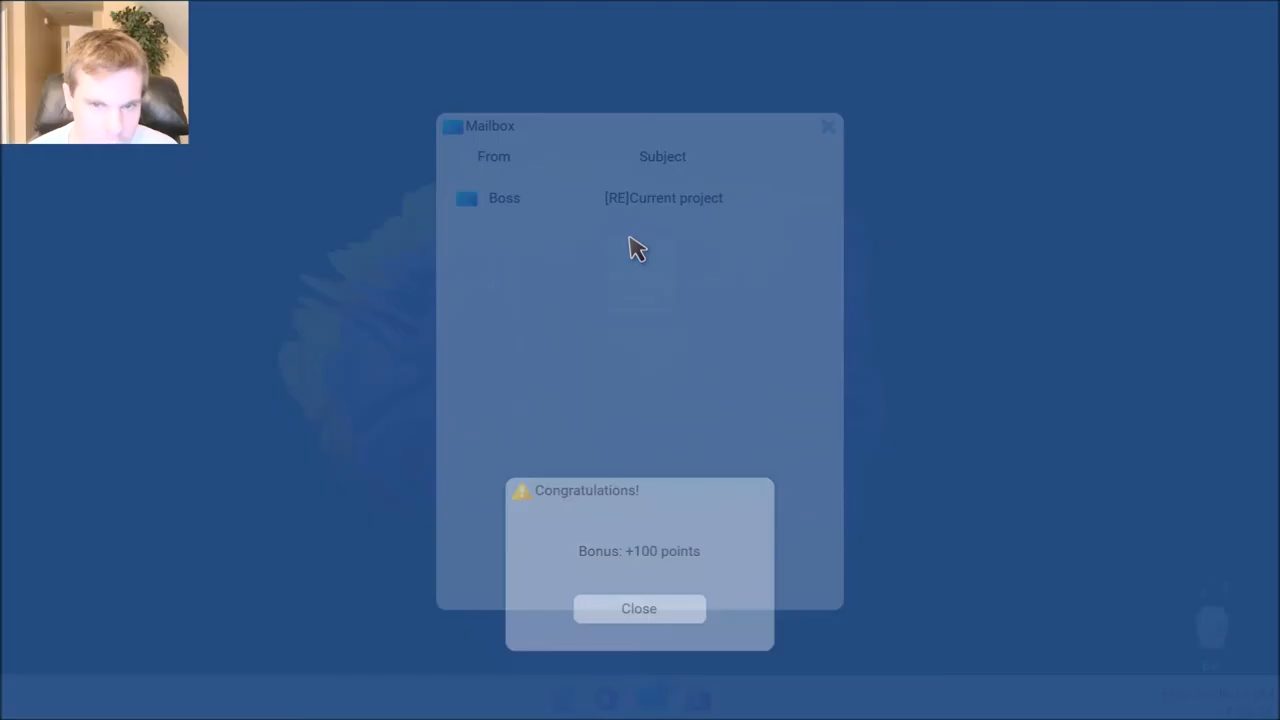 Mailbox
From Subject
Boss [RE]Current project
Congratulations!
Bonus: +100 points
Close